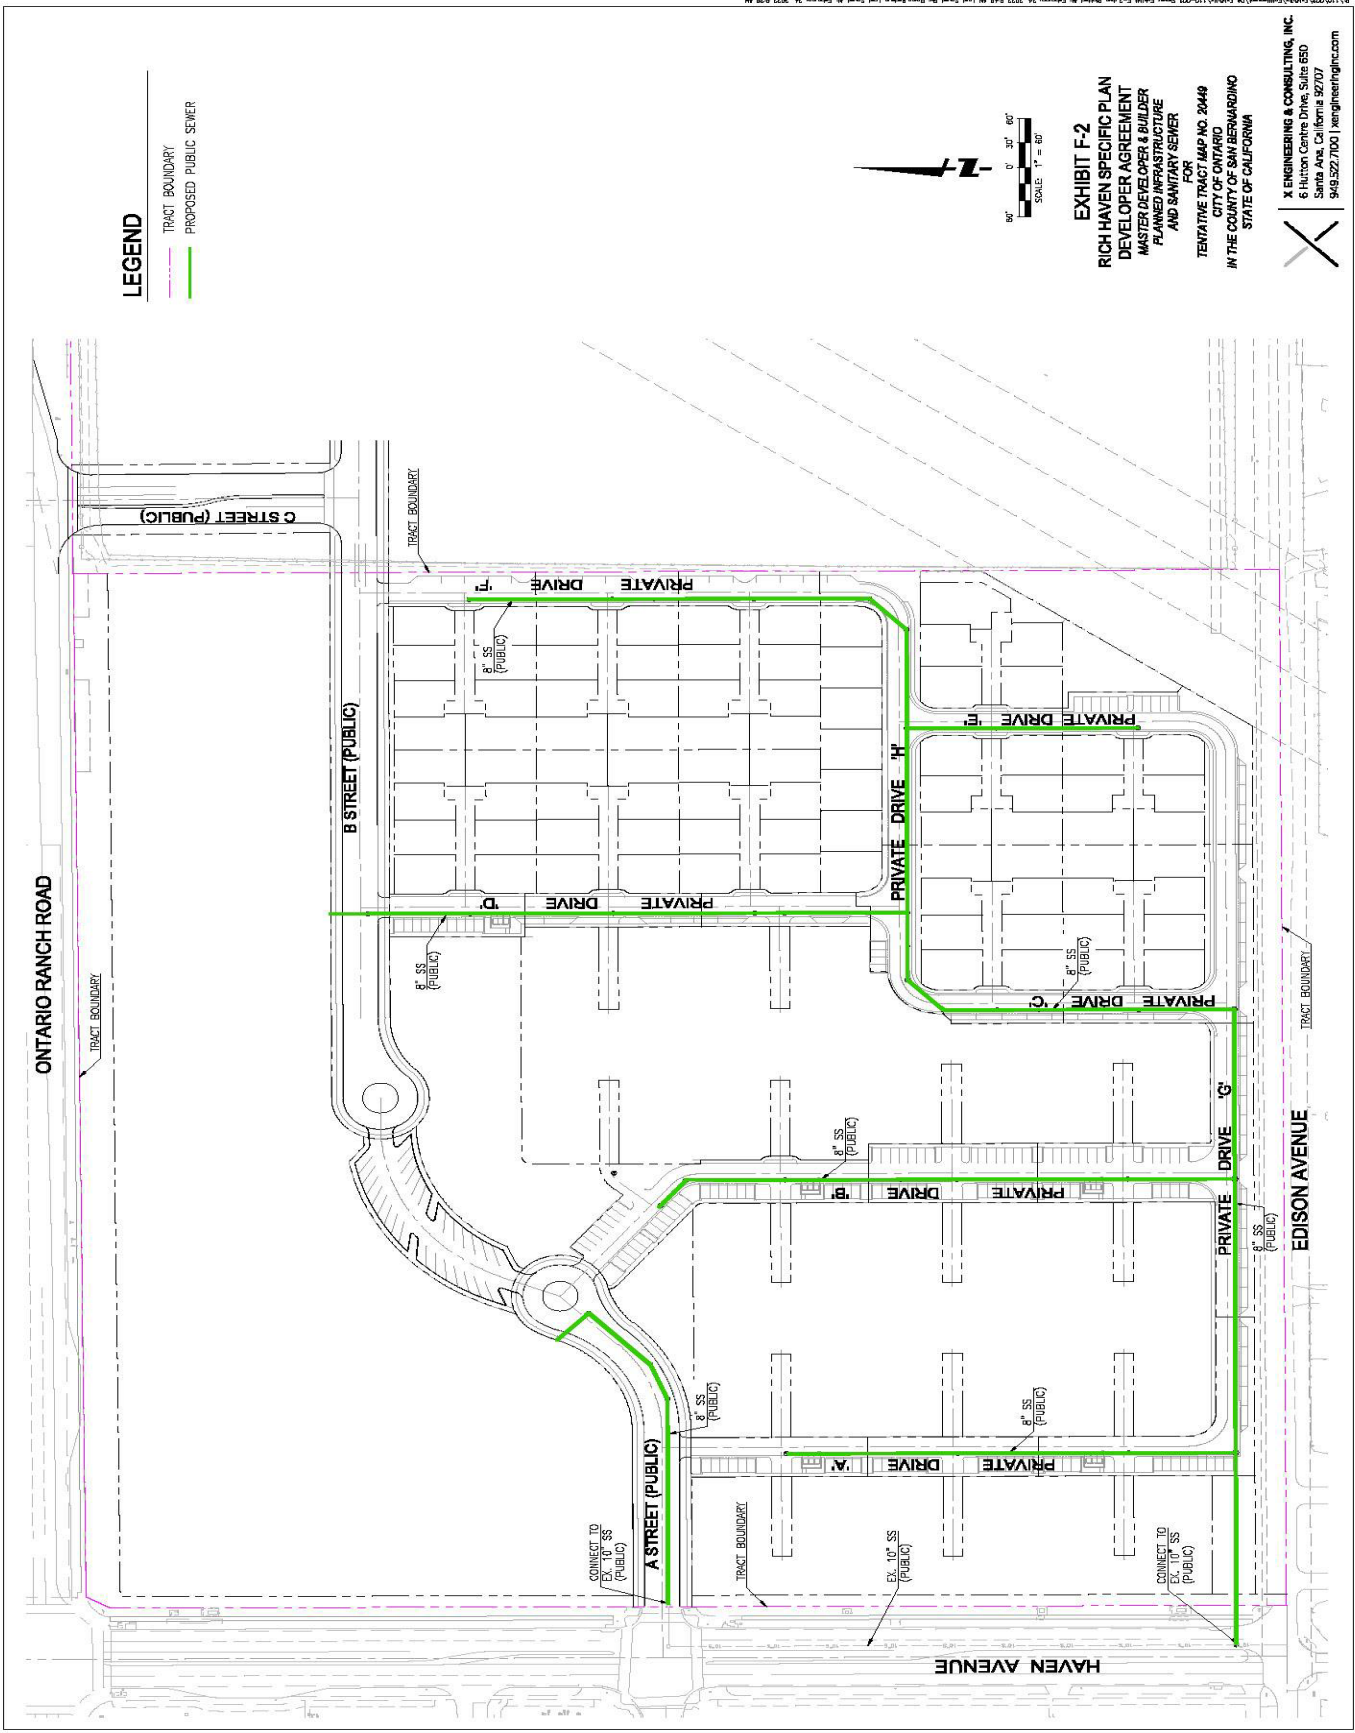 LEGEND
TRACT BOUNDARY
PROPOSED PUBLIC SEWER
60' 0' 30' 60'
SCALE: 1" = 60'
EXHIBIT F-2
RICH HAVEN SPECIFIC PLAN
DEVELOPER AGREEMENT
MASTER DEVELOPER & BUILDER
PLANNED INFRASTRUCTURE
AND SANITARY SEWER
FOR
TENTATIVE TRACT MAP NO. 20449
CITY OF ONTARIO
IN THE COUNTY OF SAN BERNARDINO
STATE OF CALIFORNIA
X ENGINEERING & CONSULTING, INC.
6 Hutton Centre Drive, Suite 650
Santa Ana, California 92707
949.522.7100 | xengineeringinc.com
ONTARIO RANCH ROAD
TRACT BOUNDARY
C STREET (PUBLIC)
TRACT BOUNDARY
B STREET (PUBLIC)
PRIVATE DRIVE 'F'
8" SS
(PUBLIC)
PRIVATE DRIVE 'D'
8" SS
(PUBLIC)
PRIVATE DRIVE 'H'
PRIVATE DRIVE 'E'
PRIVATE DRIVE 'C'
8" SS
(PUBLIC)
TRACT BOUNDARY
PRIVATE DRIVE 'B'
8" SS
(PUBLIC)
PRIVATE DRIVE 'G'
8" SS
(PUBLIC)
EDISON AVENUE
A STREET (PUBLIC)
8" SS
(PUBLIC)
PRIVATE DRIVE 'A'
8" SS
(PUBLIC)
CONNECT TO
EX. 10" SS
(PUBLIC)
TRACT BOUNDARY
EX. 10" SS
(PUBLIC)
CONNECT TO
EX. 10" SS
(PUBLIC)
HAVEN AVENUE